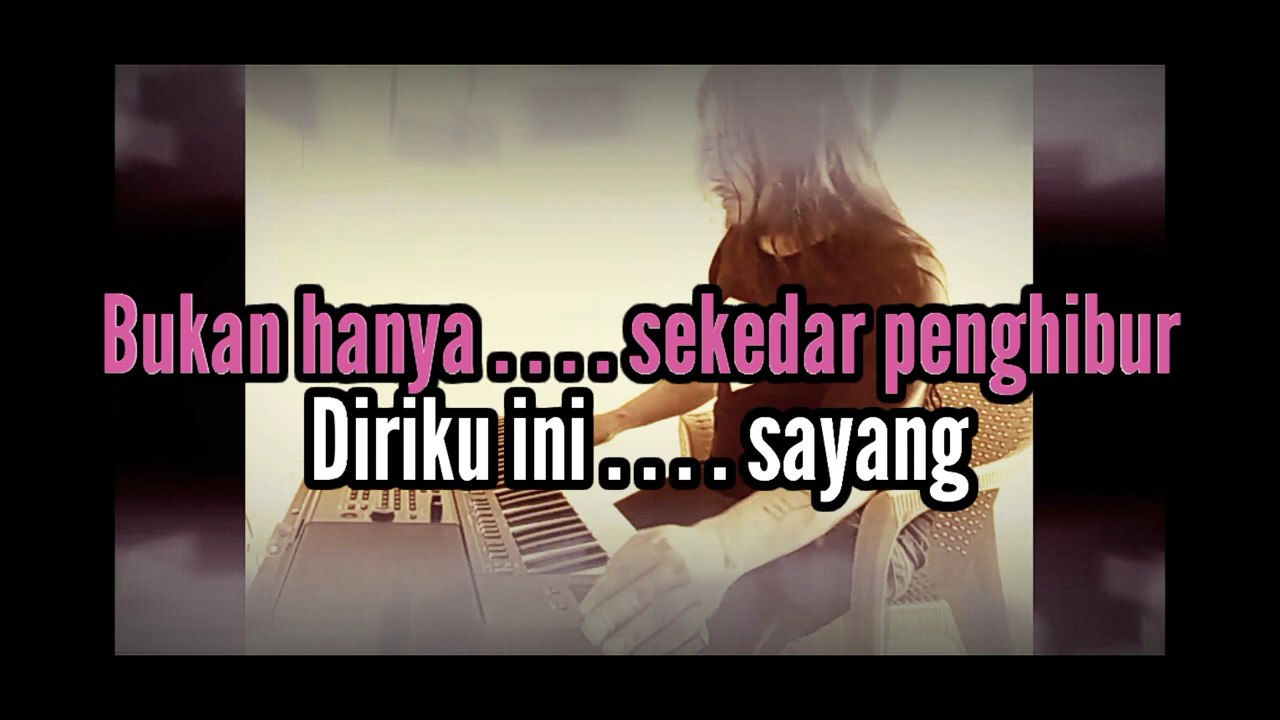 Bukan hanya . . . . sekedar penghibur
Diriku ini . . . . sayang